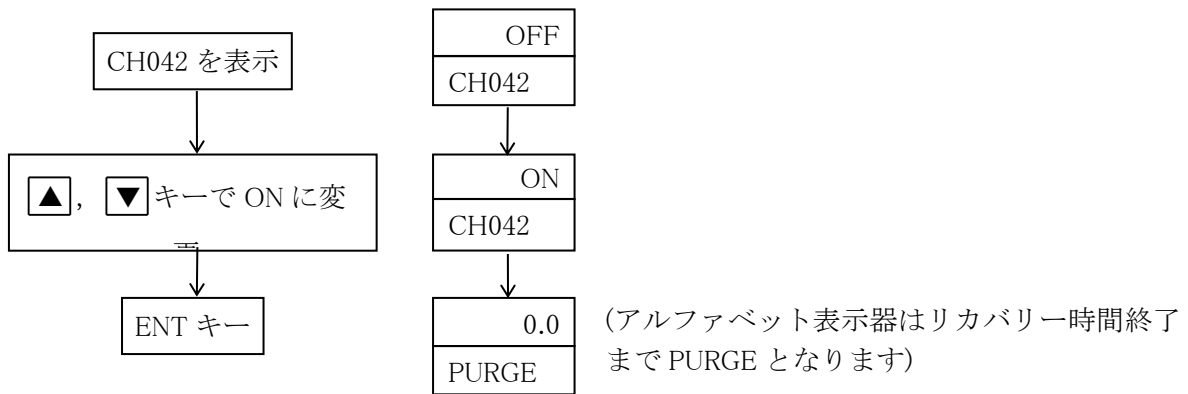 CH042 を表示
▲, ▼キーで ON に変
ENT キー
OFF
CH042
ON
CH042
0.0
PURGE
(アルファベット表示器はリカバリー時間終了
まで PURGE となります)